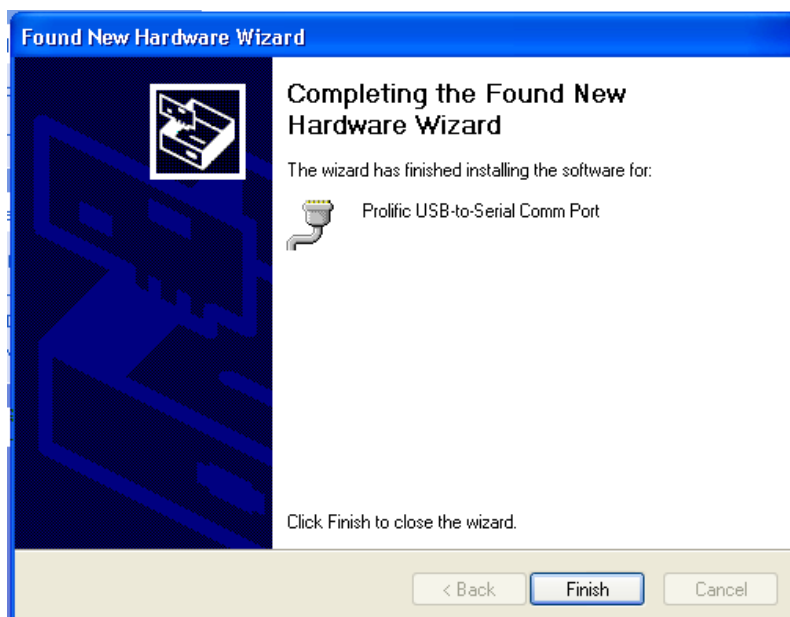 Found New Hardware Wizard
Completing the Found New
Hardware Wizard
The wizard has finished installing the software for:
Prolific USB-to-Serial Comm Port
Click Finish to close the wizard.
< Back
Finish
Cancel